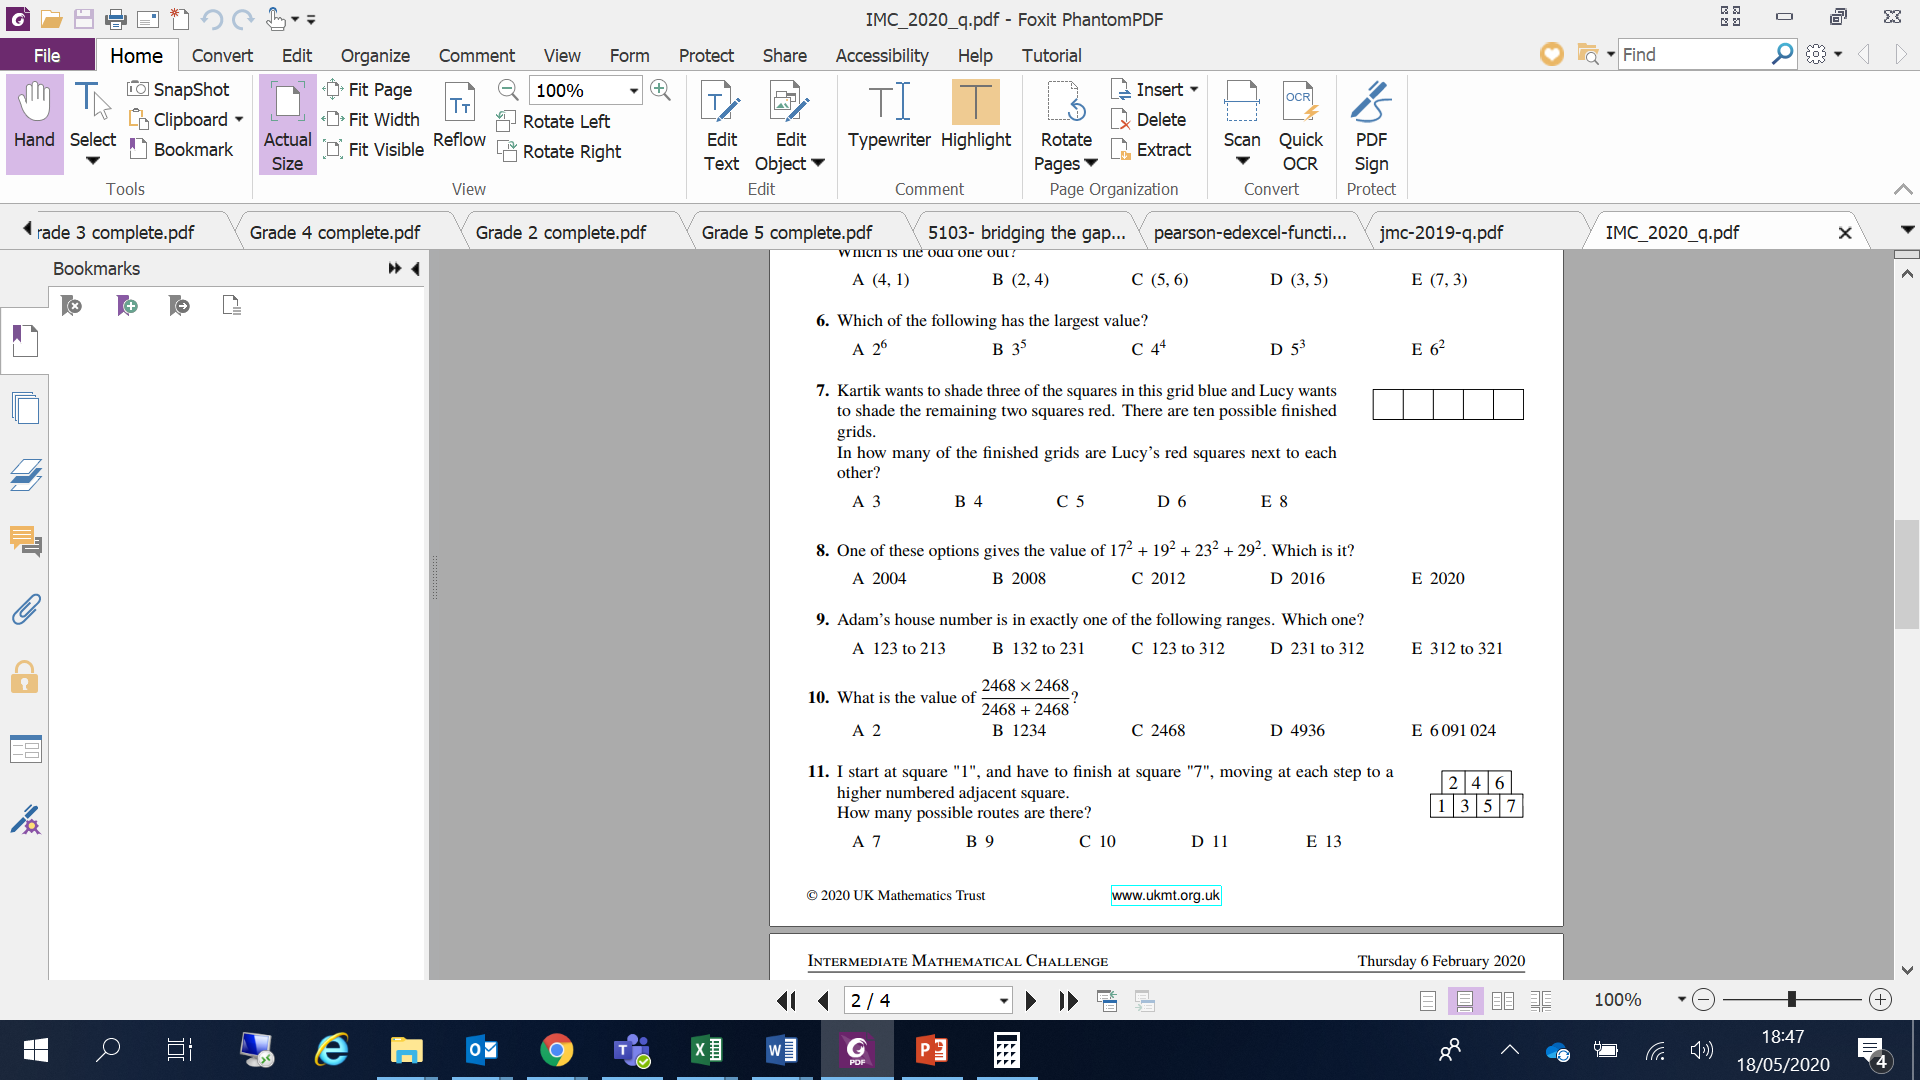 IMC_2020_q.pdf - Foxit PhantomPDF
File Home Convert Edit Organize Comment View Form Protect Share Accessibility Help Tutorial Find
Hand
Select
SnapShot
Clipboard
Bookmark
Tools
Actual Size
Fit Page
Fit Width
Fit Visible
Reflow
100%
Rotate Left
Rotate Right
View
Edit Text
Edit Object
Edit
Typewriter
Highlight
Comment
Rotate Pages
Insert
Delete
Extract
Page Organization
Scan
Quick OCR
Convert
PDF Sign
Protect
rade 3 complete.pdf Grade 4 complete.pdf Grade 2 complete.pdf Grade 5 complete.pdf 5103- bridging the gap... pearson-edexcel-functi... jmc-2019-q.pdf IMC_2020_q.pdf
Bookmarks
Which is the odd one out?
A (4, 1) B (2, 4) C (5, 6) D (3, 5) E (7, 3)
6. Which of the following has the largest value?
A 2⁶ B 3⁵ C 4⁴ D 5³ E 6²
7. Kartik wants to shade three of the squares in this grid blue and Lucy wants
to shade the remaining two squares red. There are ten possible finished
grids.
In how many of the finished grids are Lucy's red squares next to each
other?
A 3 B 4 C 5 D 6 E 8
8. One of these options gives the value of 17² + 19² + 23² + 29². Which is it?
A 2004 B 2008 C 2012 D 2016 E 2020
9. Adam's house number is in exactly one of the following ranges. Which one?
A 123 to 213 B 132 to 231 C 123 to 312 D 231 to 312 E 312 to 321
10. What is the value of 2468 × 2468 / 2468 + 2468 ?
A 2 B 1234 C 2468 D 4936 E 6 091 024
11. I start at square "1", and have to finish at square "7", moving at each step to a
higher numbered adjacent square.
How many possible routes are there?
2 4 6
1 3 5 7
A 7 B 9 C 10 D 11 E 13
© 2020 UK Mathematics Trust www.ukmt.org.uk
Intermediate Mathematical Challenge Thursday 6 February 2020
2 / 4
100%
18:47
18/05/2020
4